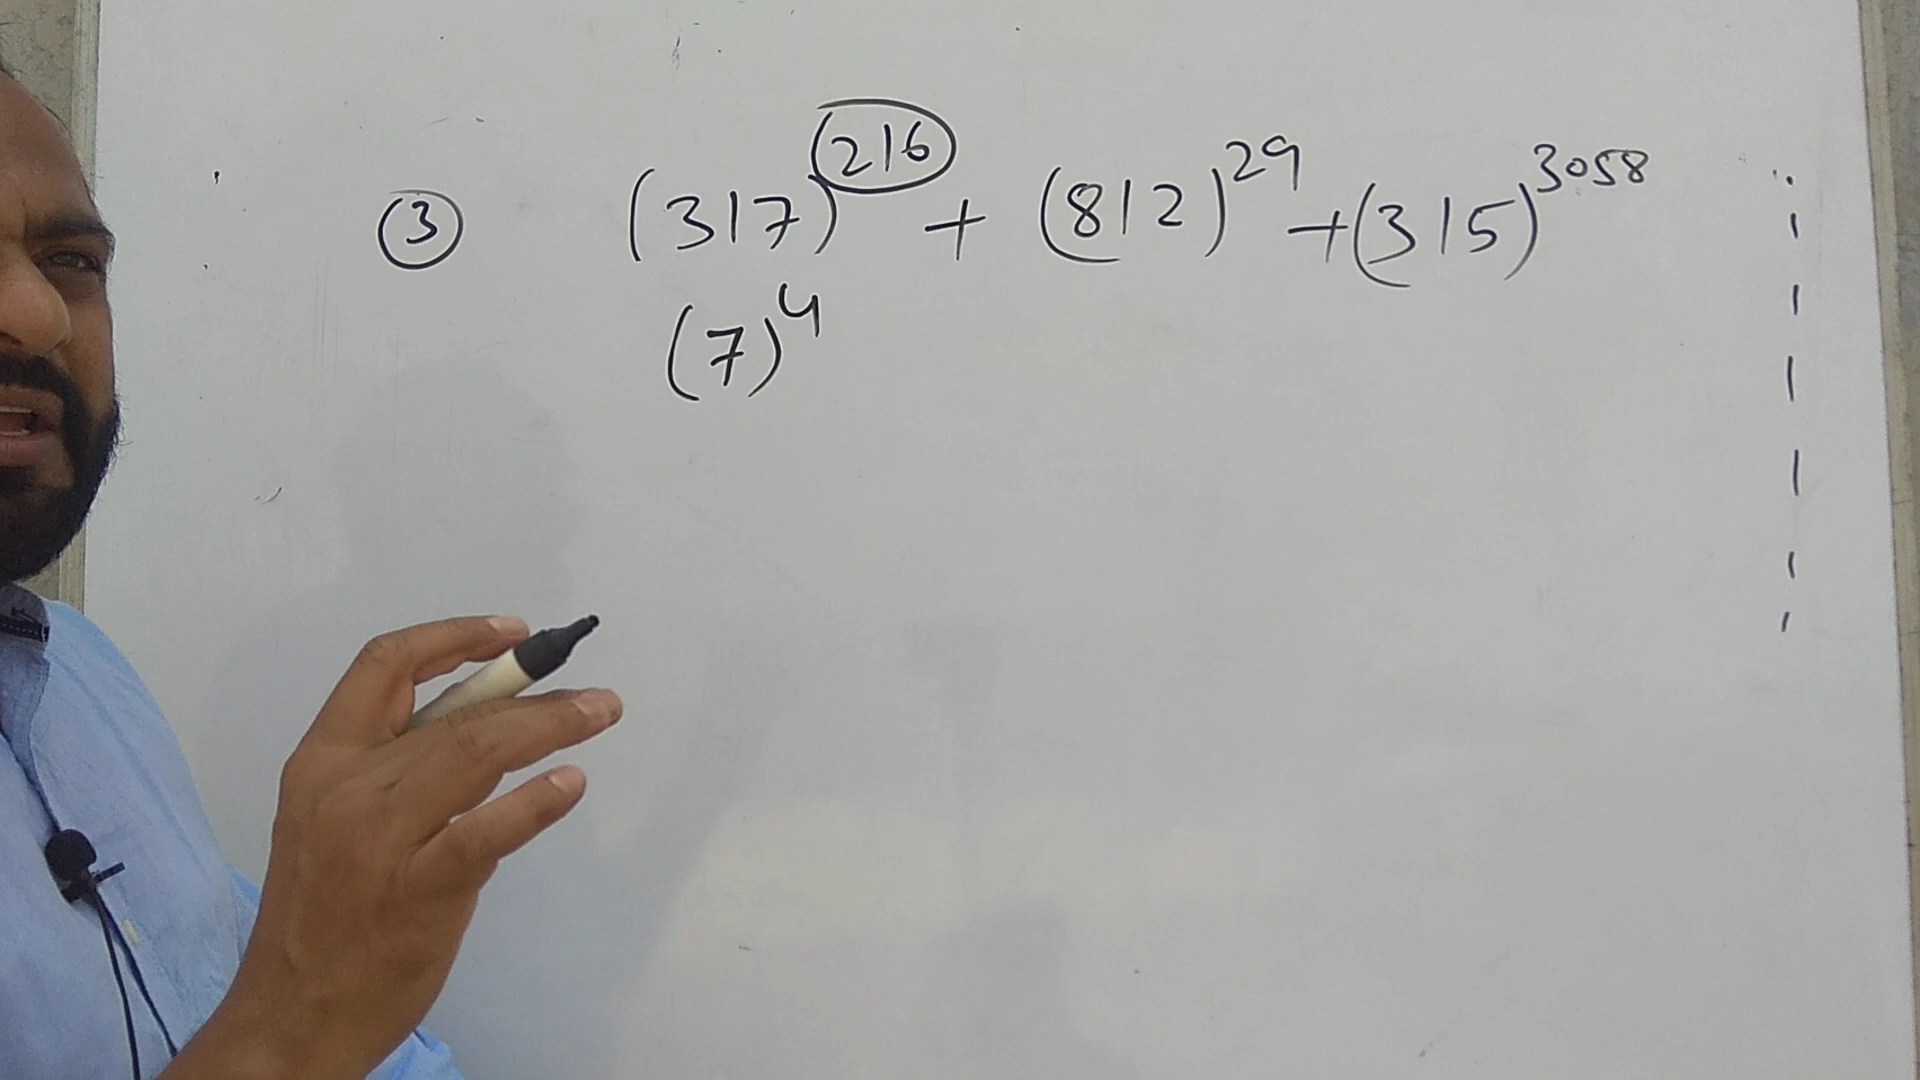 ③ (317)^216 + (812)^29 + (315)^3058
(7)^4